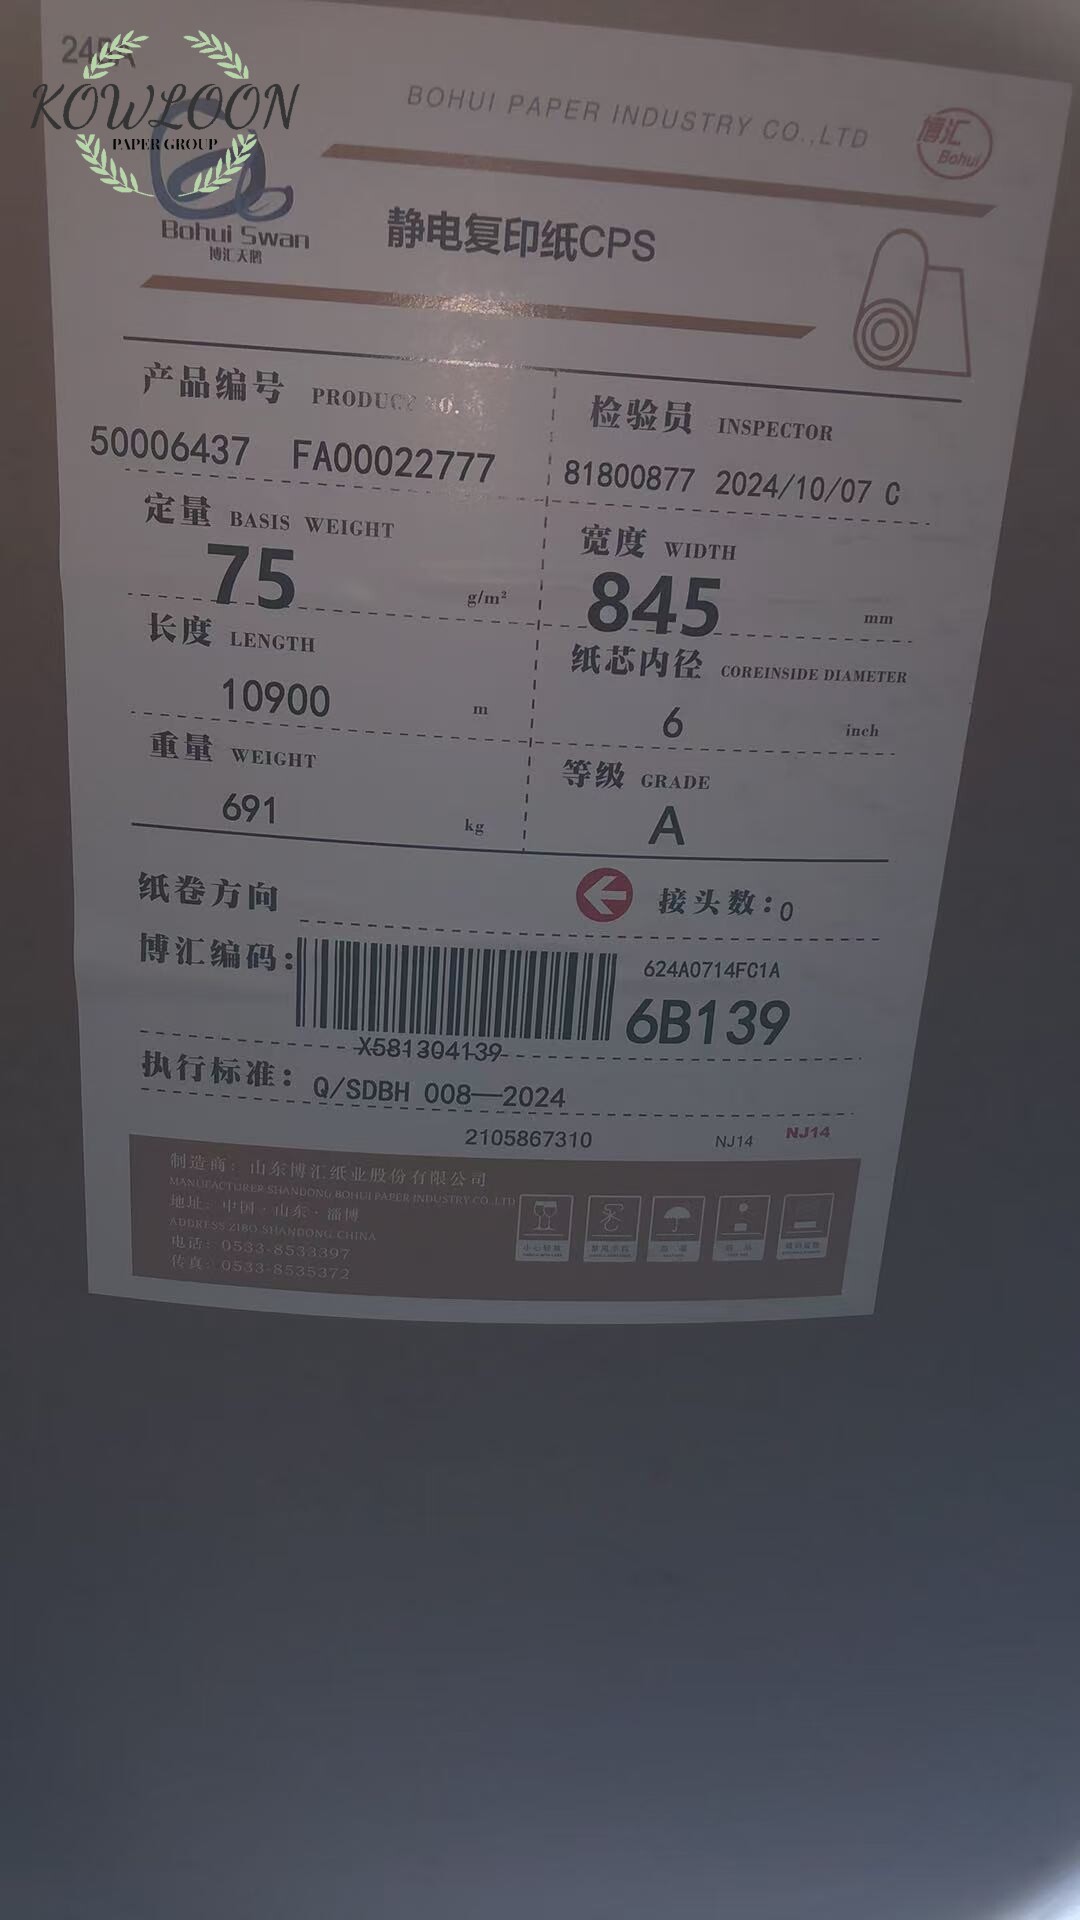 KOWLOON
PAPER GROUP
BOHUI PAPER INDUSTRY CO.,LTD
博汇
Bohui
Bohui Swan
博汇天鹅
静电复印纸CPS
产品编号 PRODUCT NO.
50006437 FA00022777
检验员 INSPECTOR
81800877 2024/10/07 C
定量 BASIS WEIGHT
75 g/m²
宽度 WIDTH
845 mm
长度 LENGTH
10900 m
纸芯内径 COREINSIDE DIAMETER
6 inch
重量 WEIGHT
691 kg
等级 GRADE
A
纸卷方向
接头数:0
博汇编码:
624A0714FC1A
6B139
X581304139
执行标准: Q/SDBH 008—2024
2105867310 NJ14 NJ14
制造商: 山东博汇纸业股份有限公司
MANUFACTURER SHANDONG BOHUI PAPER INDUSTRY CO.,LTD
地址: 中国·山东·淄博
ADDRESS ZIBO SHANDONG CHINA
电话: 0533-8533397
传真: 0533-8535372
小心轻放